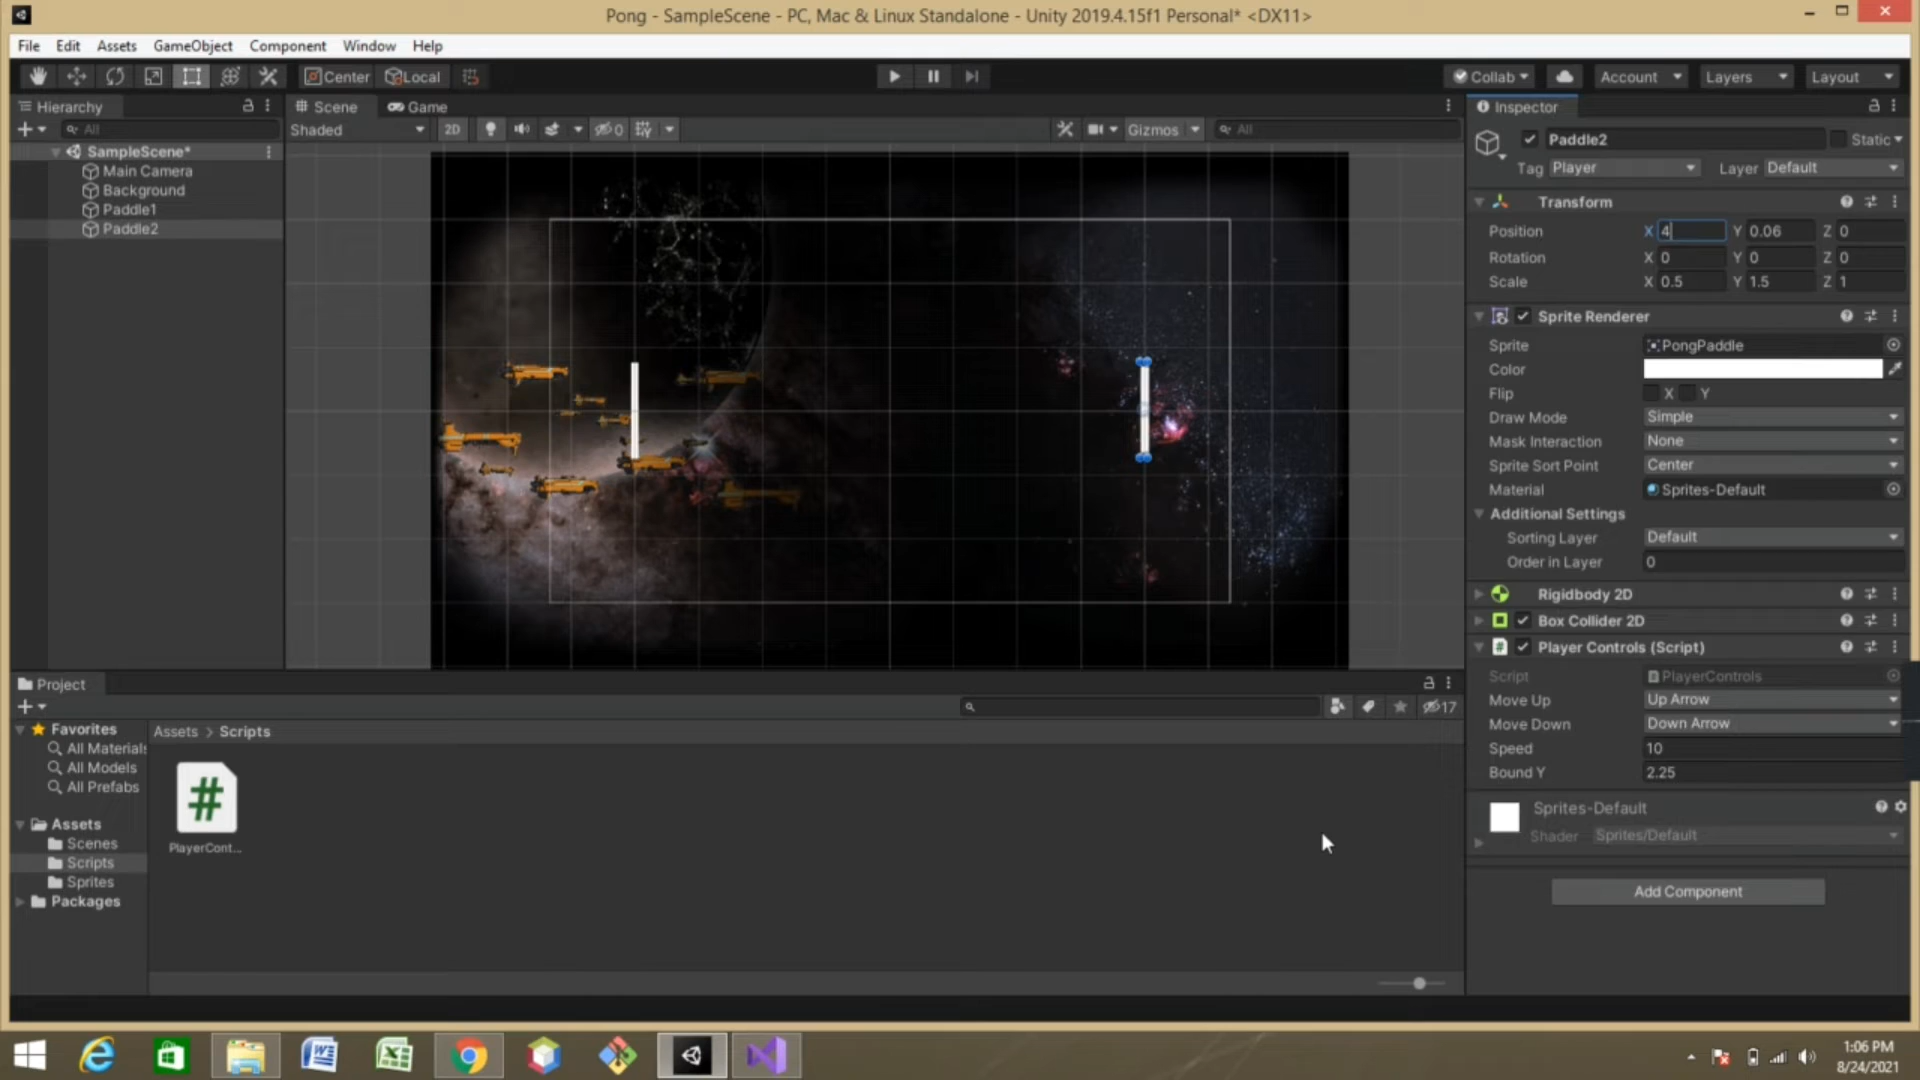 Pong - SampleScene - PC, Mac & Linux Standalone - Unity 2019.4.15f1 Personal* <DX11>
File Edit Assets GameObject Component Window Help
Center Local Collab Account Layers Layout
Hierarchy
All
SampleScene*
Main Camera
Background
Paddle1
Paddle2
Scene Game
Shaded 2D 0 Gizmos All
Inspector
Paddle2 Static
Tag Player Layer Default
Transform
Position X 4 Y 0.06 Z 0
Rotation X 0 Y 0 Z 0
Scale X 0.5 Y 1.5 Z 1
Sprite Renderer
Sprite PongPaddle
Color
Flip X Y
Draw Mode Simple
Mask Interaction None
Sprite Sort Point Center
Material Sprites-Default
Additional Settings
Sorting Layer Default
Order in Layer 0
Rigidbody 2D
Box Collider 2D
# Player Controls (Script)
Script PlayerControls
Move Up Up Arrow
Move Down Down Arrow
Speed 10
Bound Y 2.25
Sprites-Default
Shader Sprites/Default
Add Component
Project
17
Favorites
All Materials
All Models
All Prefabs
Assets
Scenes
Scripts
Sprites
Packages
Assets > Scripts
#
PlayerCont...
1:06 PM
8/24/2021